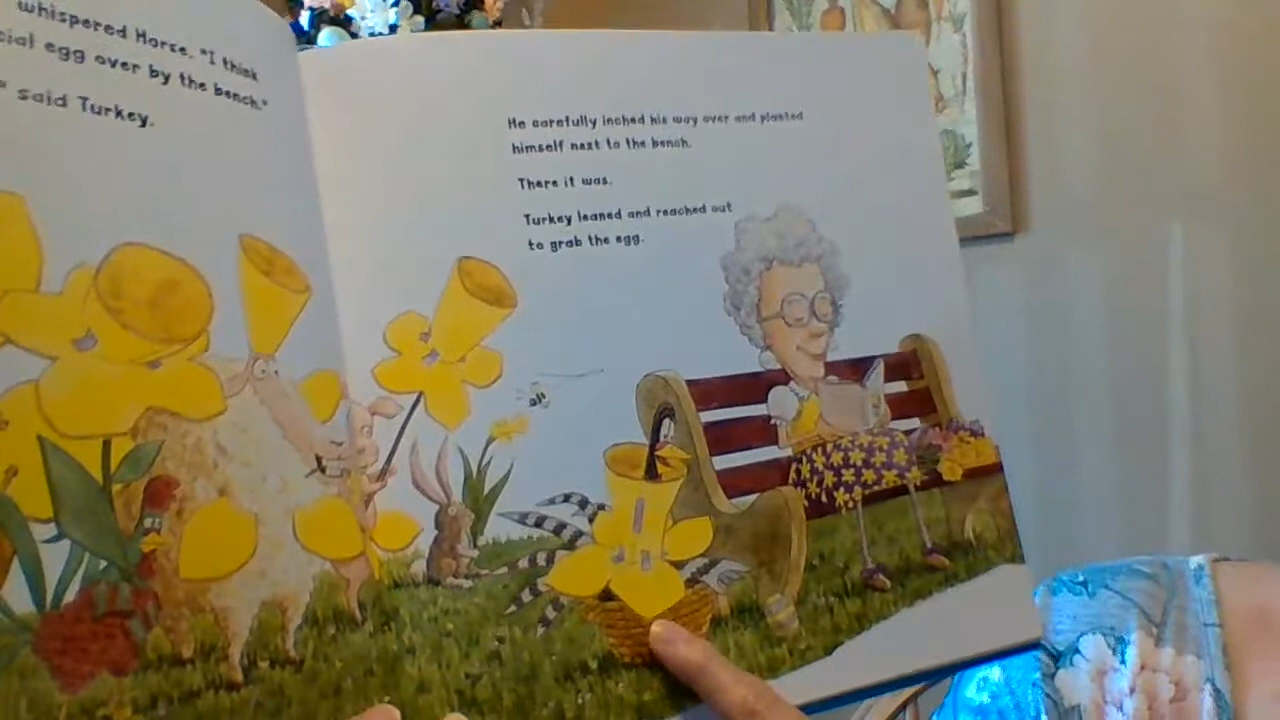 whispered Horse. "I think
cial egg over by the bench."
" said Turkey.
He carefully inched his way over and planted
himself next to the bench.
There it was.
Turkey leaned and reached out
to grab the egg.